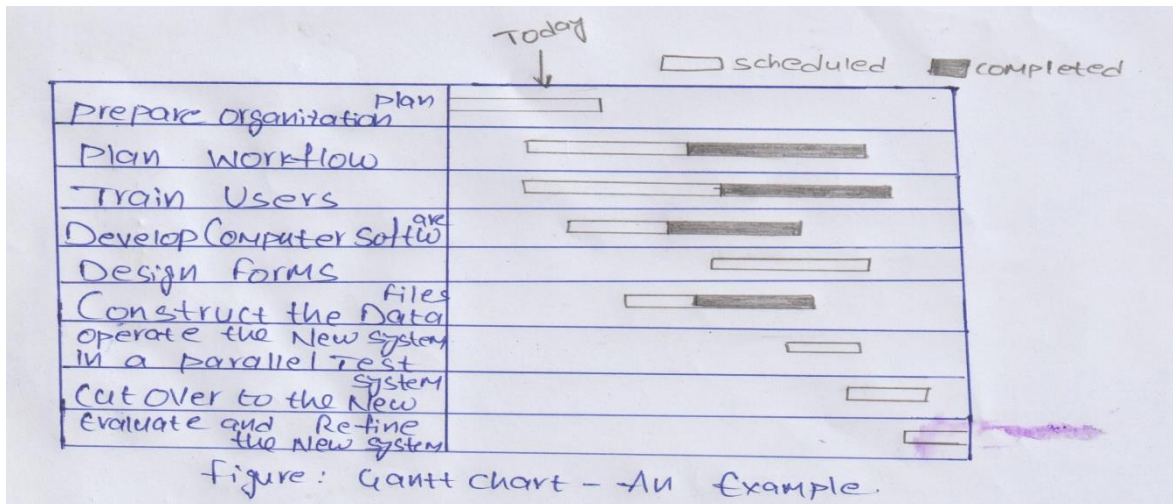 Today
scheduled
completed
Prepare organization plan
Plan Workflow
Train Users
Develop Computer Software
Design forms
Construct the Data files
operate the New System
in a parallel Test
Cut Over to the New System
Evaluate and Re-fine
the New System
figure: Gantt chart - An Example.